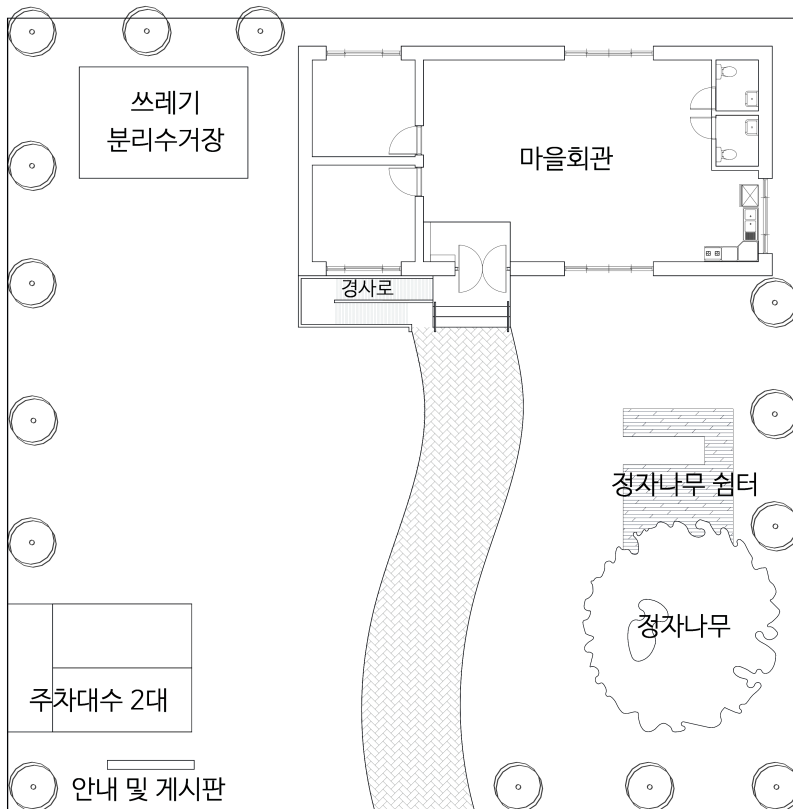 쓰레기
분리수거장
마을회관
경사로
정자나무 쉼터
정자나무
주차대수 2대
안내 및 게시판